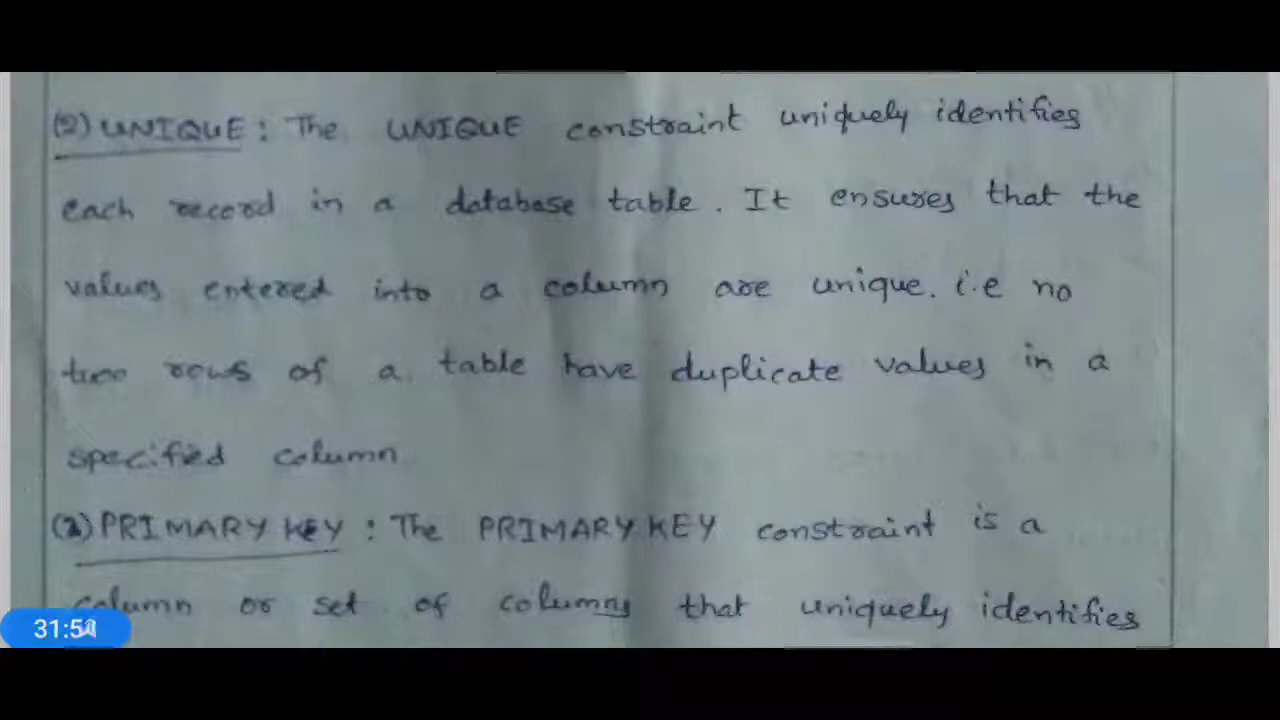 (2) UNIQUE : The UNIQUE constraint uniquely identifies
each record in a database table. It ensures that the
values entered into a column are unique. i.e no
two rows of a table have duplicate values in a
specified column
(3) PRIMARY KEY : The PRIMARY KEY constraint is a
column or set of columns that uniquely identifies